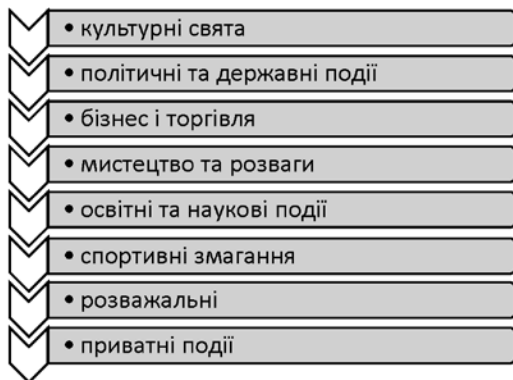 • культурні свята
• політичні та державні події
• бізнес і торгівля
• мистецтво та розваги
• освітні та наукові події
• спортивні змагання
• розважальні
• приватні події